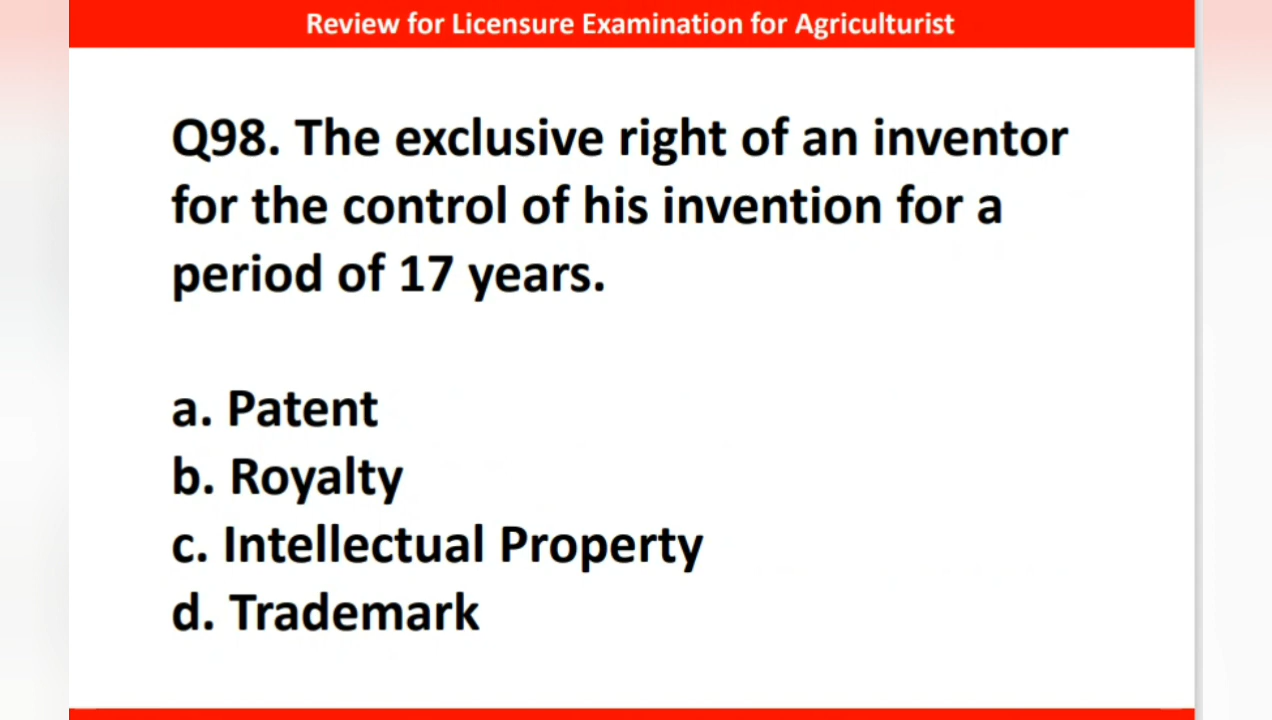 Review for Licensure Examination for Agriculturist
Q98. The exclusive right of an inventor
for the control of his invention for a
period of 17 years.
a. Patent
b. Royalty
c. Intellectual Property
d. Trademark